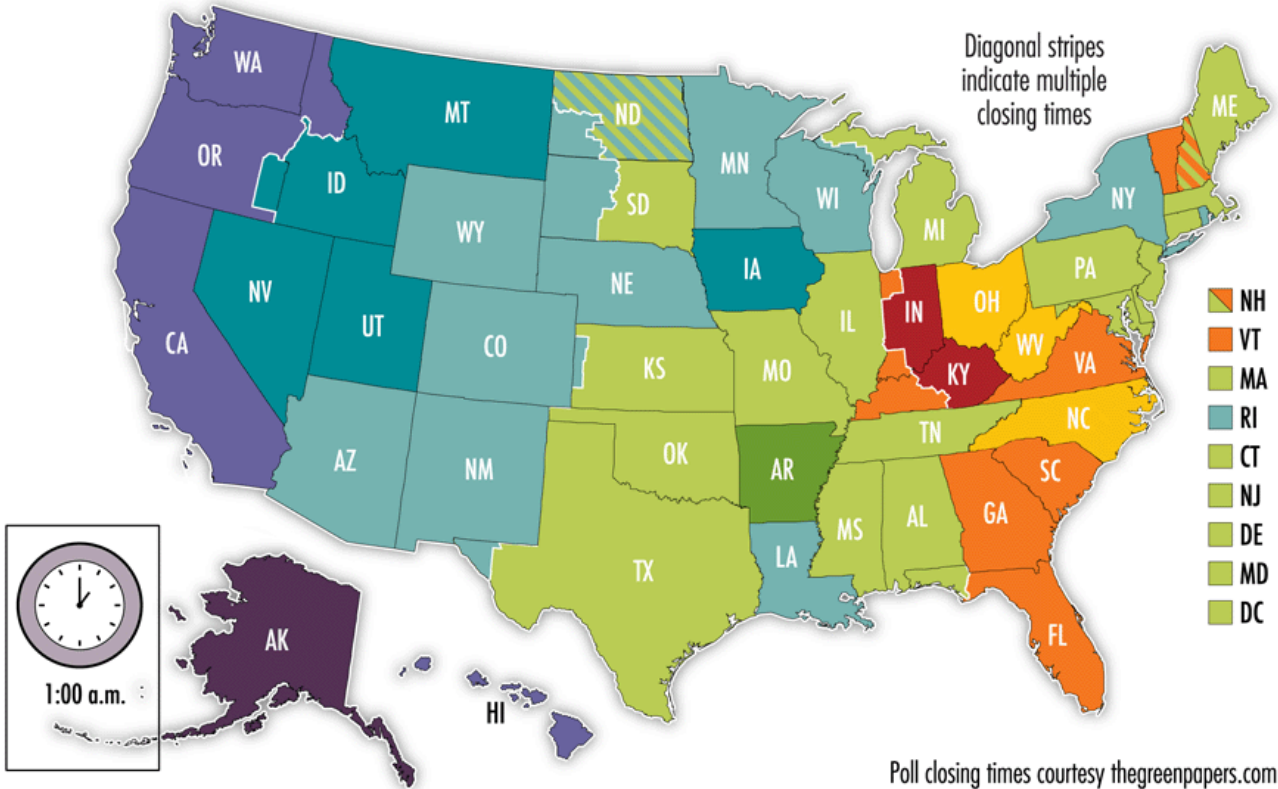 WA
MT
ND
Diagonal stripes
indicate multiple
closing times
ME
OR
ID
MN
SD
WI
NY
WY
MI
NV
UT
IA
NE
PA
CA
CO
IL
IN
OH
NH
WV
VT
KS
MO
KY
VA
MA
NC
RI
AZ
NM
OK
AR
TN
CT
SC
NJ
MS
AL
GA
DE
TX
LA
MD
DC
AK
FL
1:00 a.m. :
HI
Poll closing times courtesy thegreenpapers.com